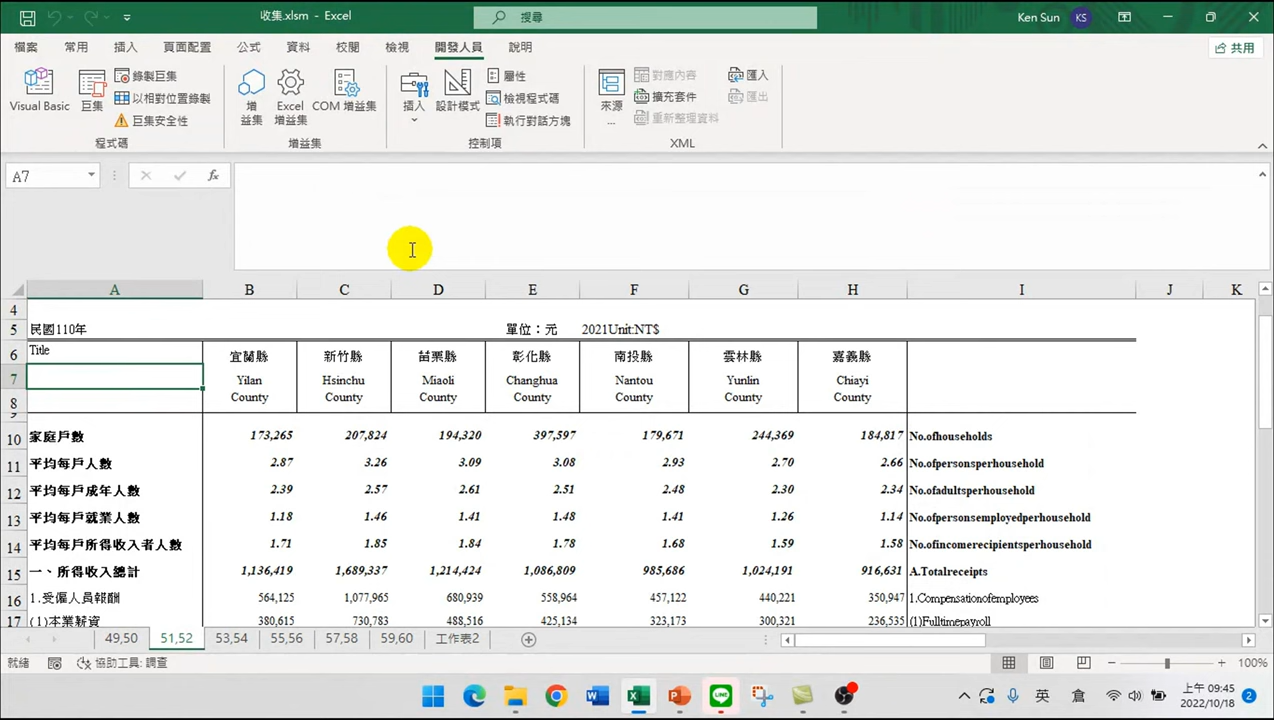 收集.xlsm - Excel
搜尋
Ken Sun KS
檔案 常用 插入 頁面配置 公式 資料 校閱 檢視 開發人員 說明 共用
Visual Basic 巨集 錄製巨集 以相對位置錄製 巨集安全性 程式碼
增益集 Excel 增益集 COM 增益集 增益集
插入 設計模式 屬性 檢視程式碼 執行對話方塊 控制項
來源... 對應內容 擴充套件 重新整理資料 匯入 匯出 XML
A7 fx
A B C D E F G H I J K
4
5 民國110年 單位：元 2021Unit:NT$
6 Title 宜蘭縣 新竹縣 苗栗縣 彰化縣 南投縣 雲林縣 嘉義縣
7 Yilan Hsinchu Miaoli Changhua Nantou Yunlin Chiayi
8 County County County County County County County
9
10 家庭戶數 173,265 207,824 194,320 397,597 179,671 244,369 184,817 No.ofhouseholds
11 平均每戶人數 2.87 3.26 3.09 3.08 2.93 2.70 2.66 No.ofpersonsperhousehold
12 平均每戶成年人數 2.39 2.57 2.61 2.51 2.48 2.30 2.34 No.ofadultsperhousehold
13 平均每戶就業人數 1.18 1.46 1.41 1.48 1.41 1.26 1.14 No.ofpersonsemployedperhousehold
14 平均每戶所得收入者人數 1.71 1.85 1.84 1.78 1.68 1.59 1.58 No.ofincomerecipientsperhousehold
15 一、所得收入總計 1,136,419 1,689,337 1,214,424 1,086,809 985,686 1,024,191 916,631 A.Totalreceipts
16 1.受僱人員報酬 564,125 1,077,965 680,939 558,964 457,122 440,221 350,947 1.Compensationofemployees
17 (1)本業薪資 380,615 730,783 488,516 425,134 323,173 300,321 236,535 (1)Fulltimepayroll
49,50 51,52 53,54 55,56 57,58 59,60 工作表2
就緒 協助工具: 調查 100%
英 倉 上午 09:45
2022/10/18 2